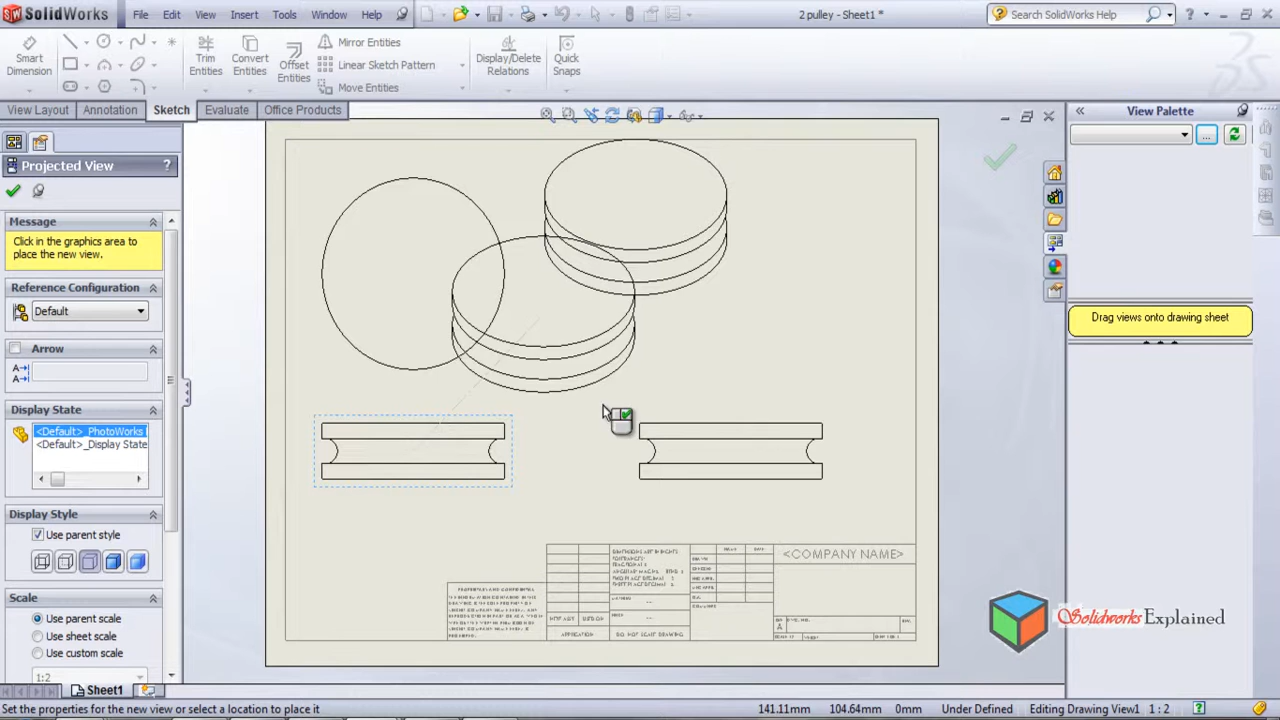 SolidWorks
File
Edit
View
Insert
Tools
Window
Help
2 pulley - Sheet1 *
Search SolidWorks Help
Smart Dimension
Trim Entities
Convert Entities
Offset Entities
Mirror Entities
Linear Sketch Pattern
Move Entities
Display/Delete Relations
Quick Snaps
View Layout
Annotation
Sketch
Evaluate
Office Products
Projected View
?
Message
Click in the graphics area to
place the new view.
Reference Configuration
Default
Arrow
Display State
<Default>_PhotoWorks
<Default>_Display State
Display Style
Use parent style
Scale
Use parent scale
Use sheet scale
Use custom scale
1:2
Sheet1
View Palette
...
Drag views onto drawing sheet
<COMPANY NAME>
DO NOT SCALE DRAWING
A
Solidworks Explained
Set the properties for the new view or select a location to place it
141.11mm
104.64mm
0mm
Under Defined
Editing Drawing View1
1 : 2